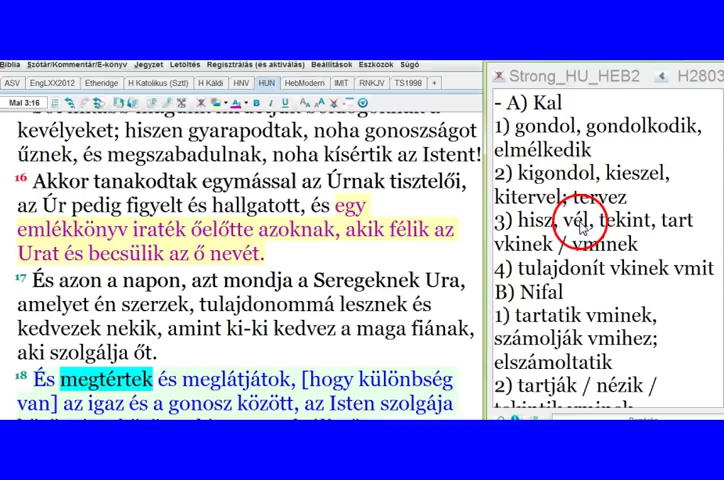 Biblia Szótár/Kommentár/E-könyv Jegyzet Letöltés Regisztrálás (és aktiválás) Beállítások Eszközök Súgó
ASV EngLXX2012 Etheridge H Katolikus (SztI) H Káldi HNV HUN HebModern IMIT RNKJV TS1998 +
Mal 3:16
kevélyeket; hiszen gyarapodtak, noha gonoszságot
űznek, és megszabadulnak, noha kísértik az Istent!
16 Akkor tanakodtak egymással az Úrnak tisztelői,
az Úr pedig figyelt és hallgatott, és egy
emlékkönyv iraték őelőtte azoknak, akik félik az
Urat és becsülik az ő nevét.
17 És azon a napon, azt mondja a Seregeknek Ura,
amelyet én szerzek, tulajdonommá lesznek és
kedvezek nekik, amint ki-ki kedvez a maga fiának,
aki szolgálja őt.
18 És megtértek és meglátjátok, [hogy különbség
van] az igaz és a gonosz között, az Isten szolgája
Strong_HU_HEB2 H2803
- A) Kal
1) gondol, gondolkodik,
elmélkedik
2) kigondol, kieszel,
kitervel; tervez
3) hisz, vél, tekint, tart
vkinek / vminek
4) tulajdonít vkinek vmit
B) Nifal
1) tartatik vminek,
számolják vmihez;
elszámoltatik
2) tartják / nézik /